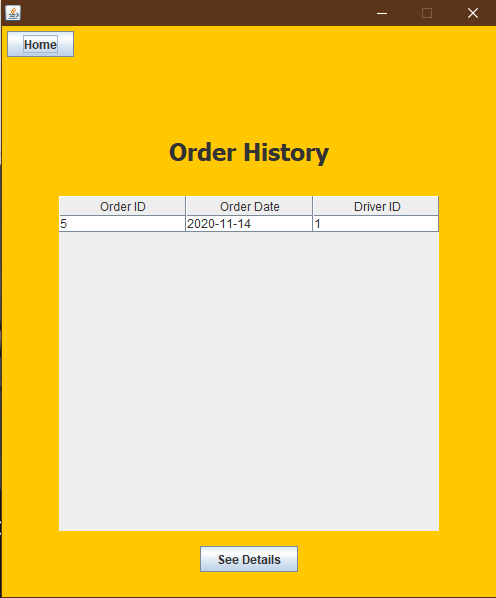 Home
Order History
Order ID Order Date Driver ID
5 2020-11-14 1
See Details